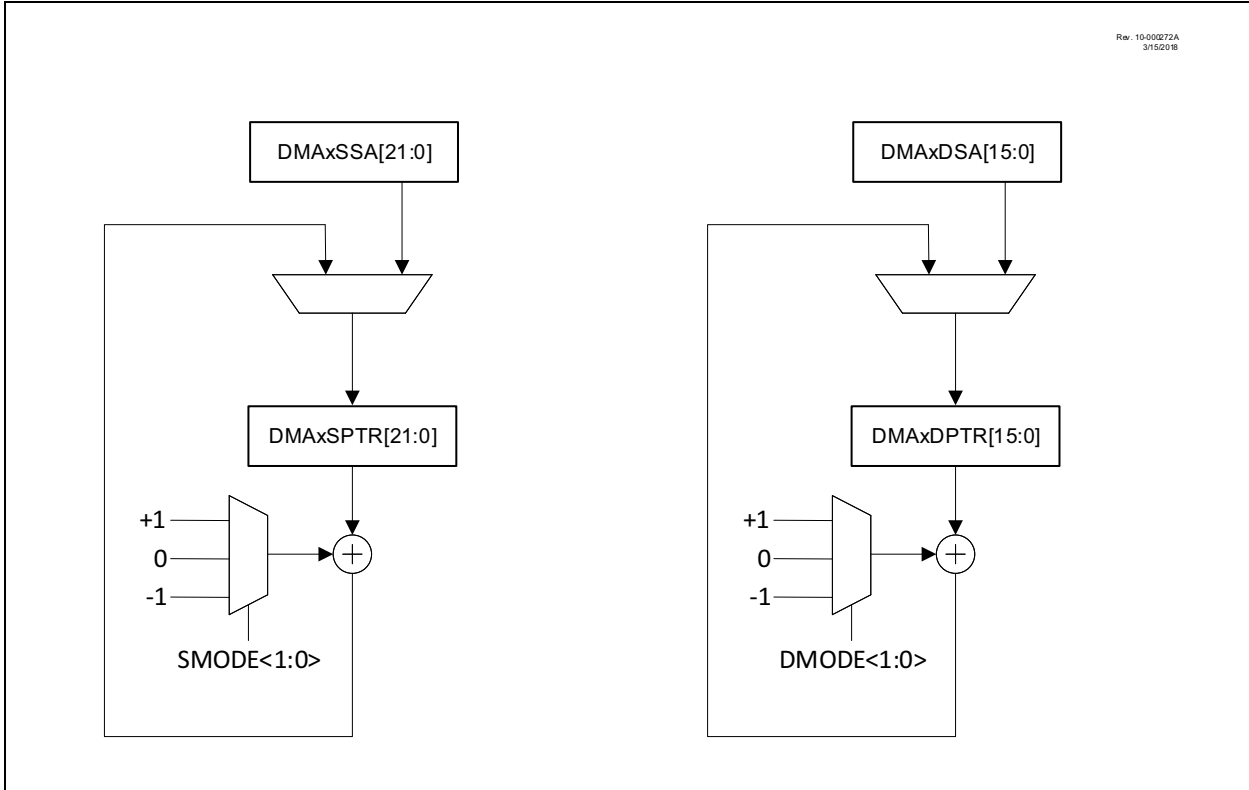 Rev. 10-000272A
3/15/2018
DMAxSSA[21:0]
DMAxDSA[15:0]
DMAxSPTR[21:0]
DMAxDPTR[15:0]
+1
0
-1
SMODE<1:0>
+1
0
-1
DMODE<1:0>